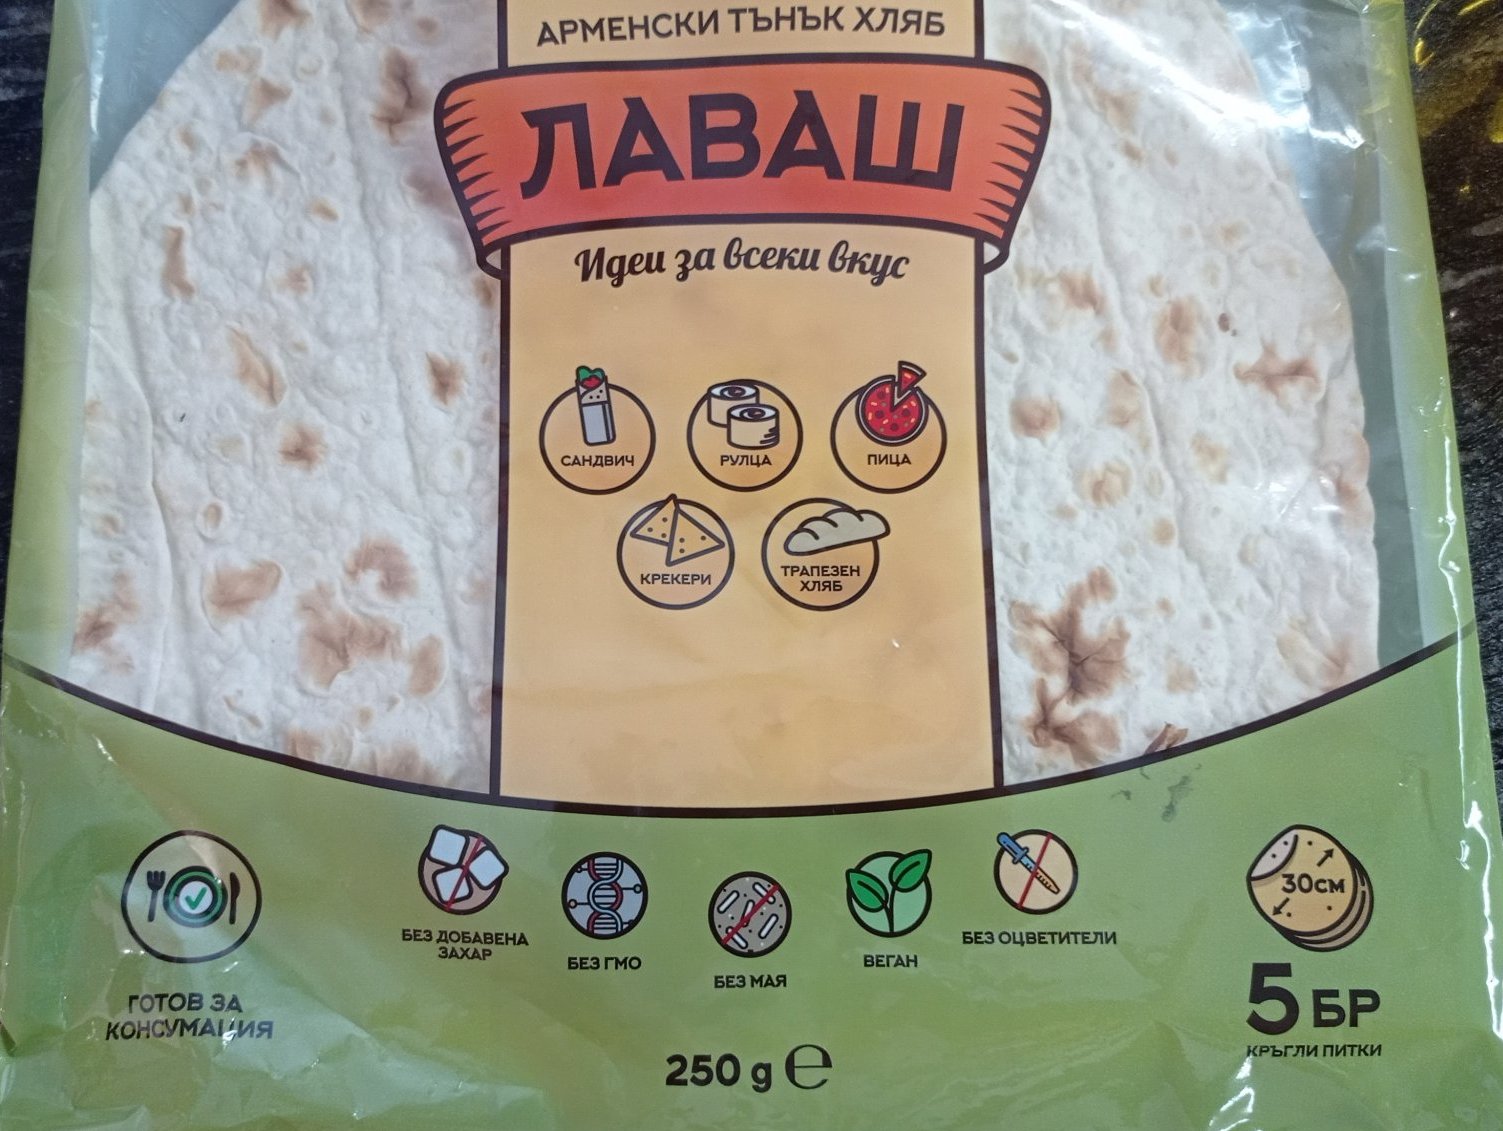 АРМЕНСКИ ТЪНЪК ХЛЯБ
ЛАВАШ
Идеи за всеки вкус
САНДВИЧ
РУЛЦА
ПИЦА
КРЕКЕРИ
ТРАПЕЗЕН
ХЛЯБ
ГОТОВ ЗА
КОНСУМАЦИЯ
БЕЗ ДОБАВЕНА
ЗАХАР
БЕЗ ГМО
БЕЗ МАЯ
ВЕГАН
БЕЗ ОЦВЕТИТЕЛИ
30СМ
5 БР
КРЪГЛИ ПИТКИ
250 g ℮